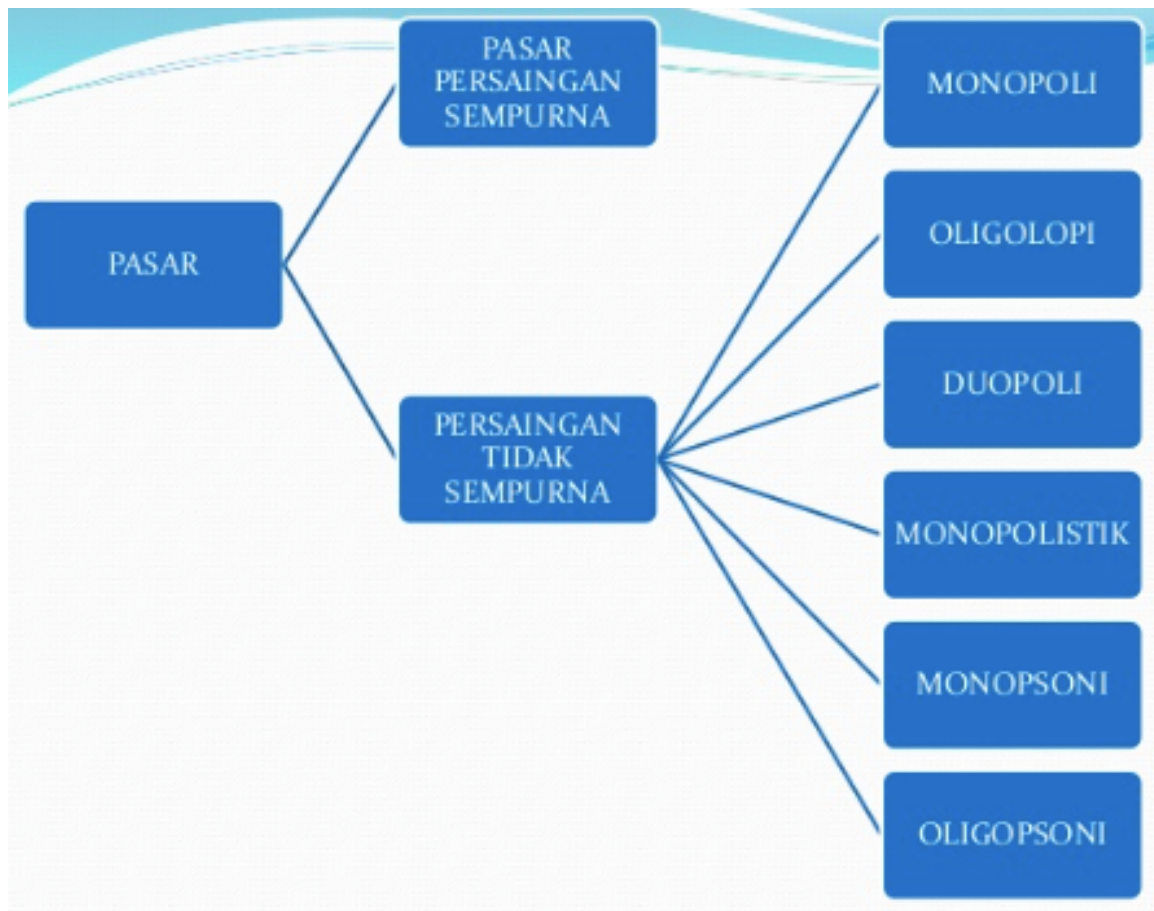 PASAR
PASAR
PERSAINGAN
SEMPURNA
PERSAINGAN
TIDAK
SEMPURNA
MONOPOLI
OLIGOLOPI
DUOPOLI
MONOPOLISTIK
MONOPSONI
OLIGOPSONI